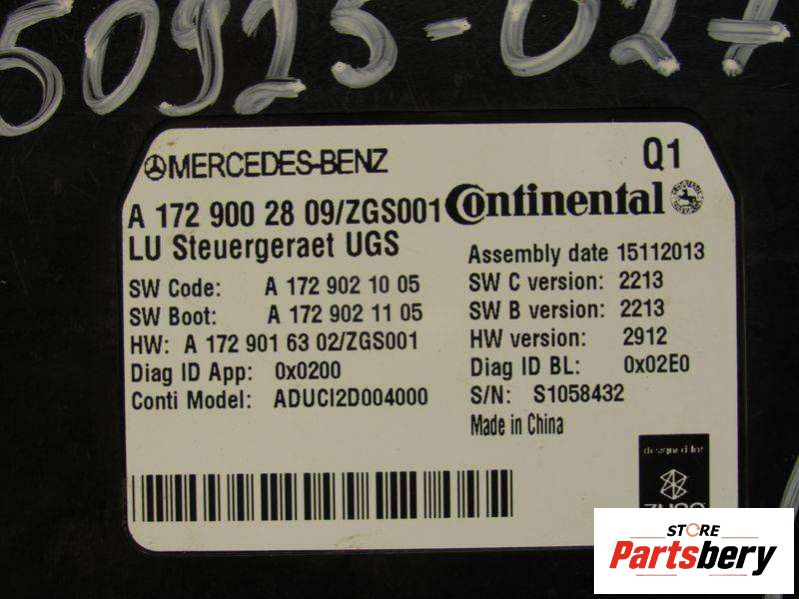 50925-027
MERCEDES-BENZ
Q1
A 172 900 28 09/ZGS001
Continental
LU Steuergeraet UGS
Assembly date 15112013
SW Code: A 172 902 10 05
SW C version: 2213
SW Boot: A 172 902 11 05
SW B version: 2213
HW: A 172 901 63 02/ZGS001
HW version: 2912
Diag ID App: 0x0200
Diag ID BL: 0x02E0
Conti Model: ADUCI2D004000
S/N: S1058432
Made in China
designed for
STORE
Partsbery